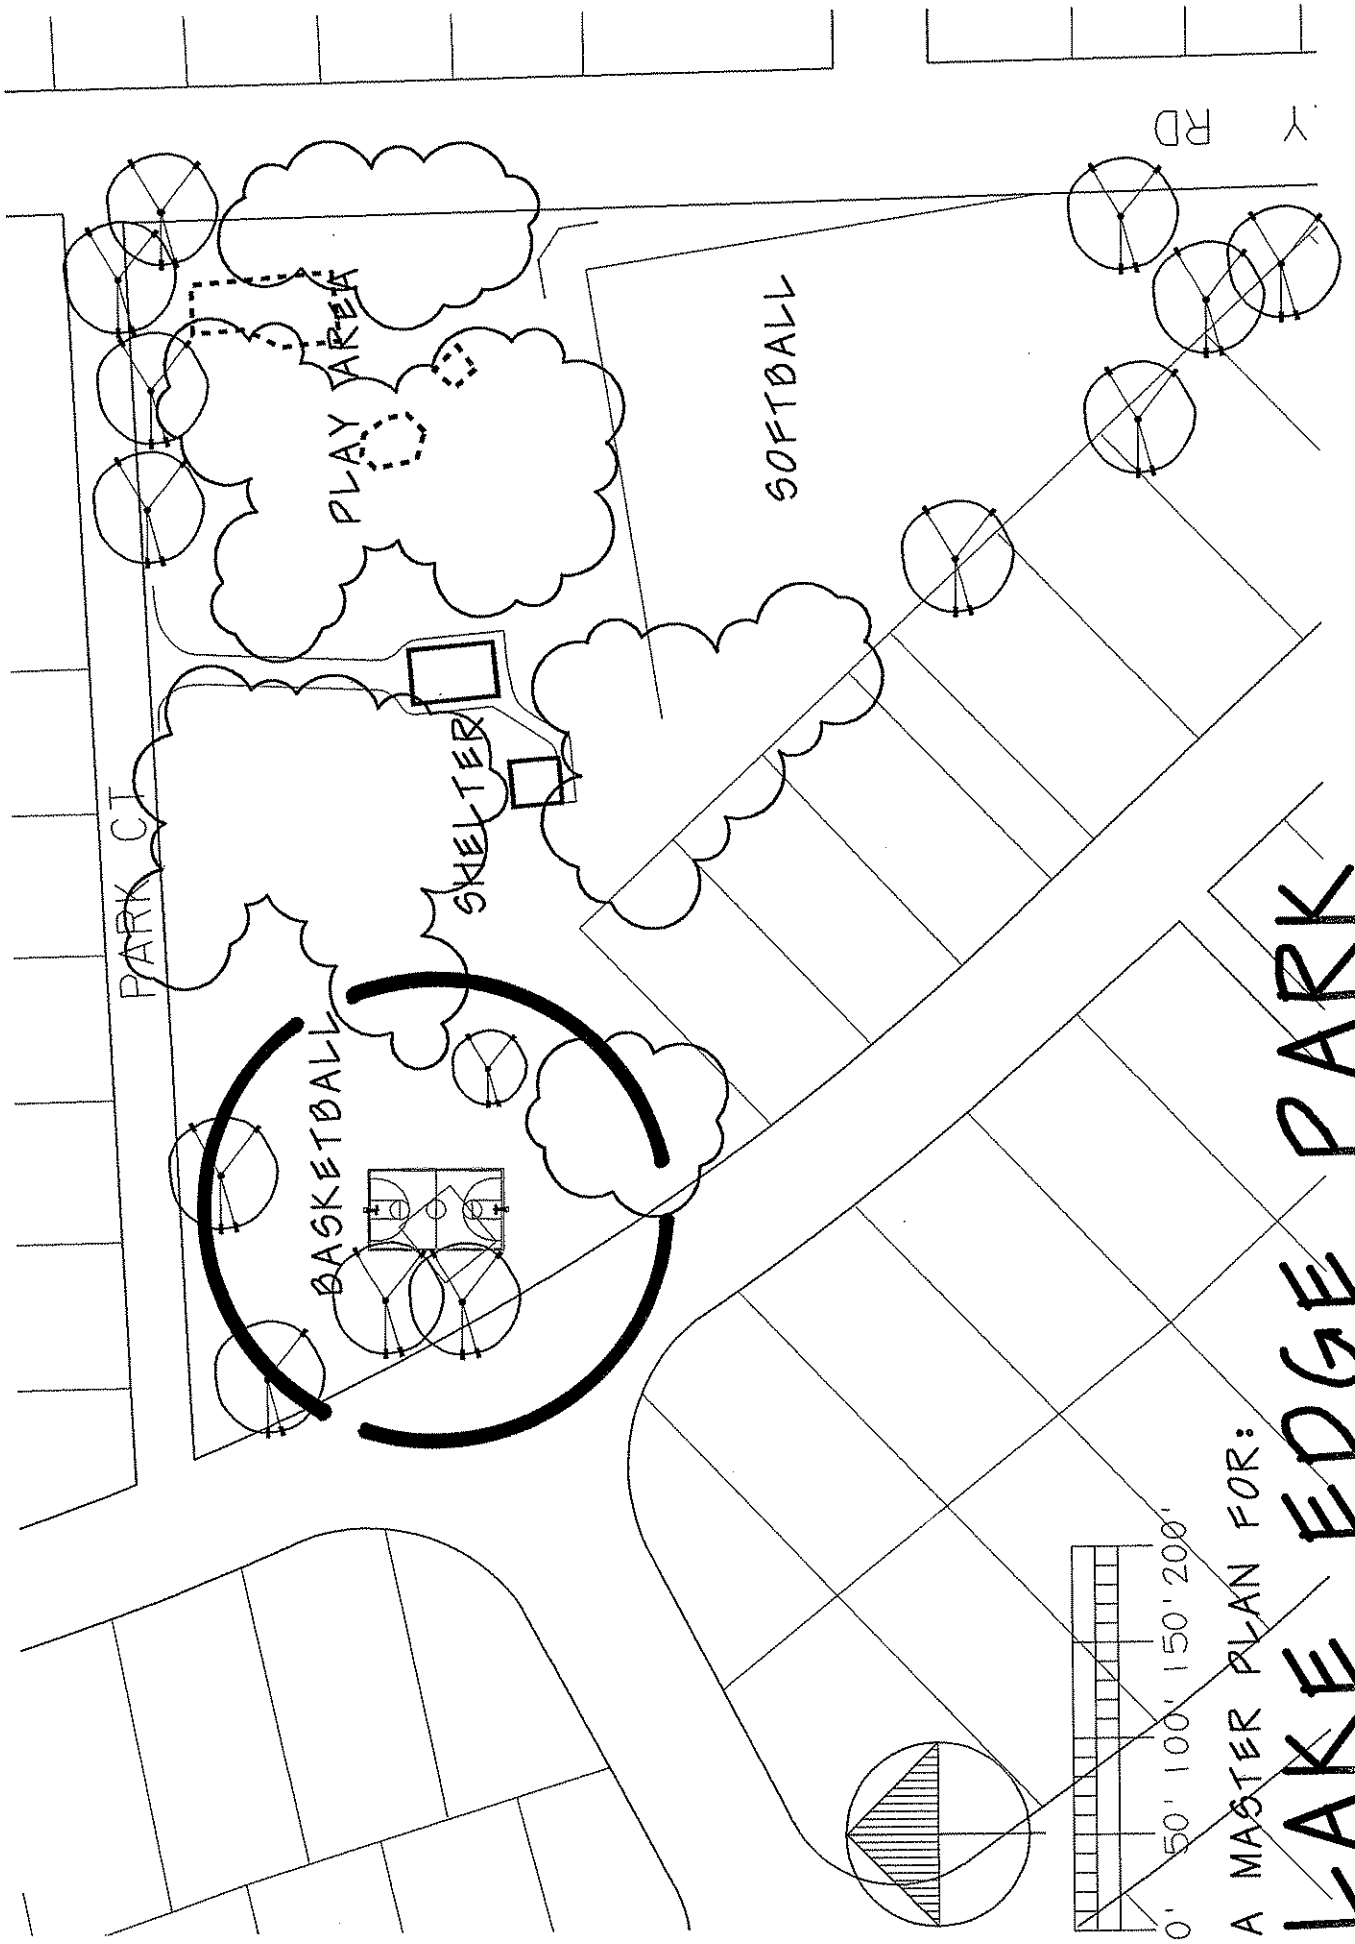 PARK CT
BASKETBALL
PLAY AREA
SHELTER
SOFTBALL
Y
RD
0' 50' 100' 150' 200'
A MASTER PLAN FOR:
LAKE EDGE PARK